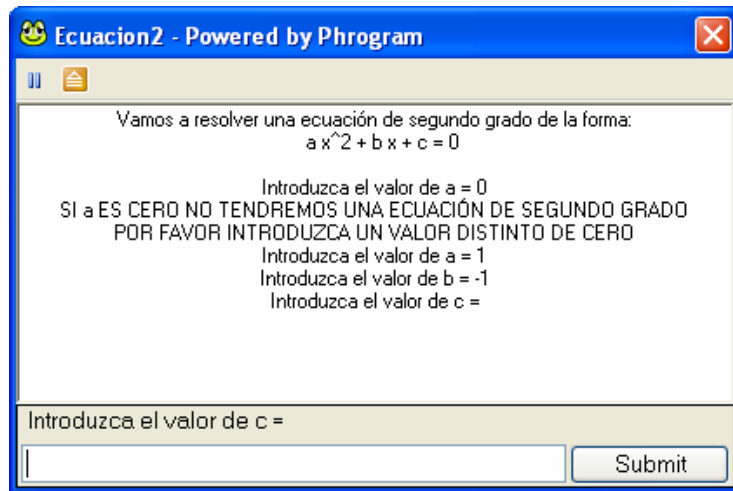 Ecuacion2 - Powered by Phrogram
Vamos a resolver una ecuación de segundo grado de la forma:
a x^2 + b x + c = 0
Introduzca el valor de a = 0
SI a ES CERO NO TENDREMOS UNA ECUACIÓN DE SEGUNDO GRADO
POR FAVOR INTRODUZCA UN VALOR DISTINTO DE CERO
Introduzca el valor de a = 1
Introduzca el valor de b = -1
Introduzca el valor de c =
Introduzca el valor de c =
Submit